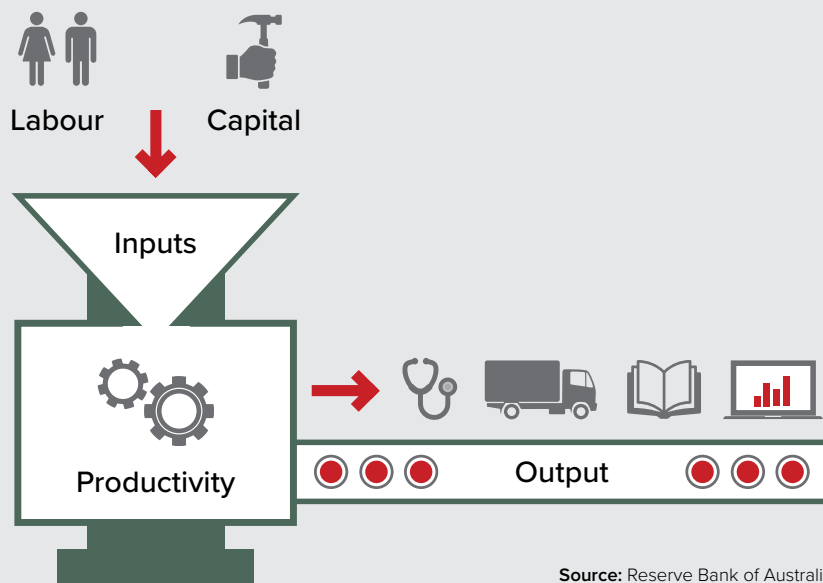 Labour
Capital
Inputs
Productivity
Output
Source: Reserve Bank of Australi